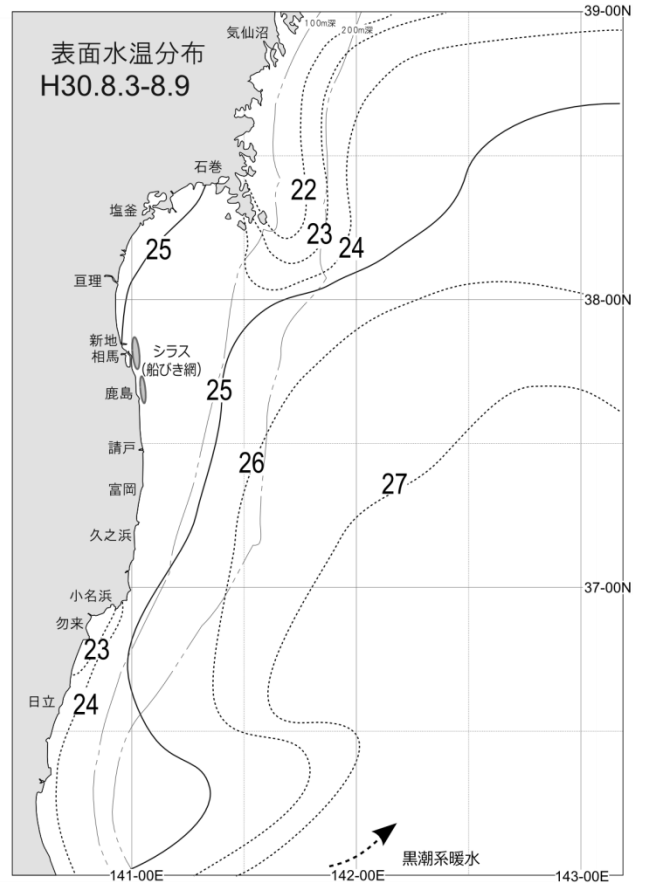 39-00N
100m深
200m深
気仙沼
表面水温分布
H30.8.3-8.9
石巻
22
塩釜
23
24
25
亘理
38-00N
新地
シラス
相馬
(船びき網)
鹿島
25
請戸
26
27
富岡
久之浜
37-00N
小名浜
勿来
23
日立
24
黒潮系暖水
141-00E
142-00E
143-00E